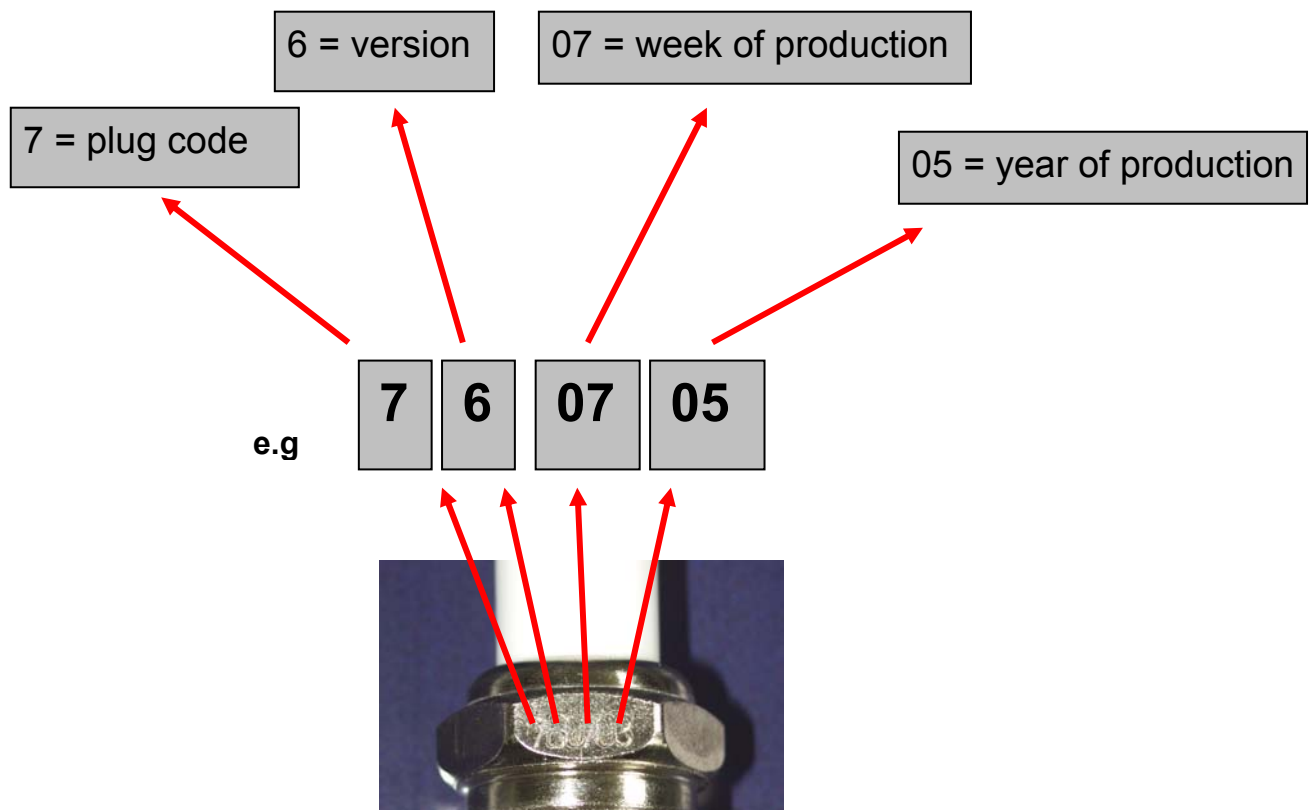 6 = version
07 = week of production
7 = plug code
05 = year of production
7 6 07 05
e.g